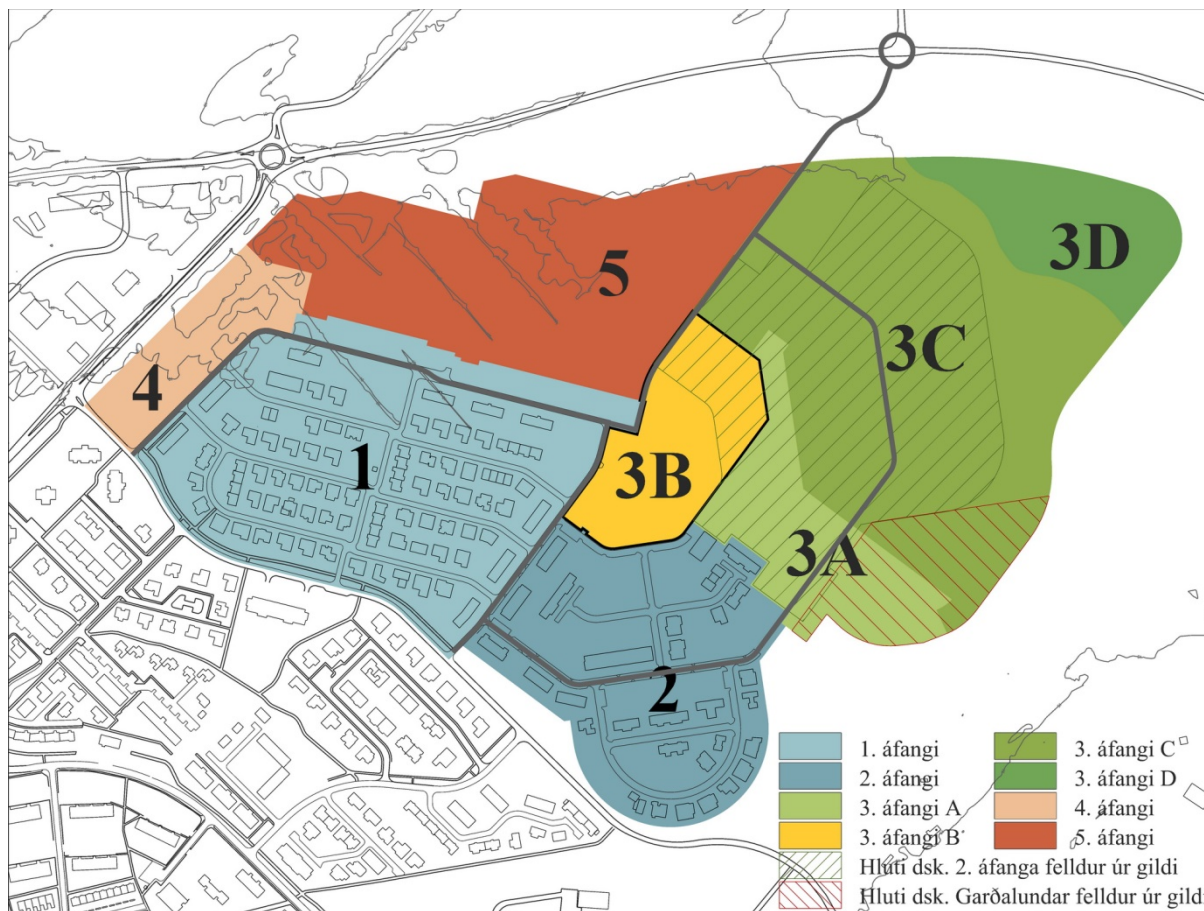 5
3D
3C
4
1
3B
3A
2
1. áfangi
2. áfangi
3. áfangi A
3. áfangi B
3. áfangi C
3. áfangi D
4. áfangi
5. áfangi
Hluti dsk. 2. áfanga felldur úr gildi
Hluti dsk. Garðalundar felldur úr gildi